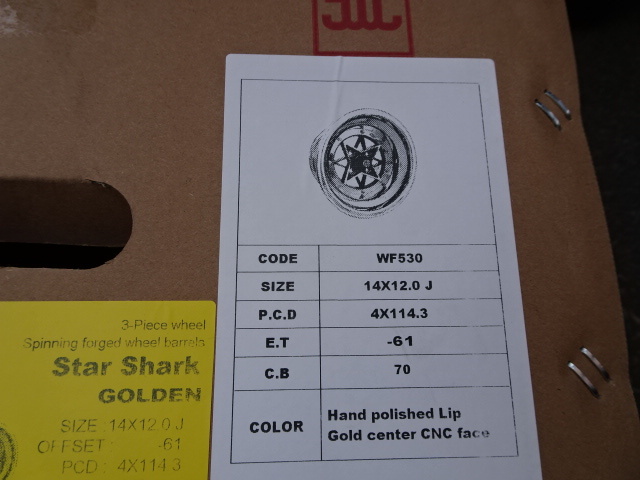 CODE WF530
SIZE 14X12.0 J
P.C.D 4X114.3
E.T -61
C.B 70
COLOR Hand polished Lip
Gold center CNC face
3-Piece wheel
Spinning forged wheel barrels
Star Shark
GOLDEN
SIZE :14X12.0 J
OFFSET : -61
PCD : 4X114.3